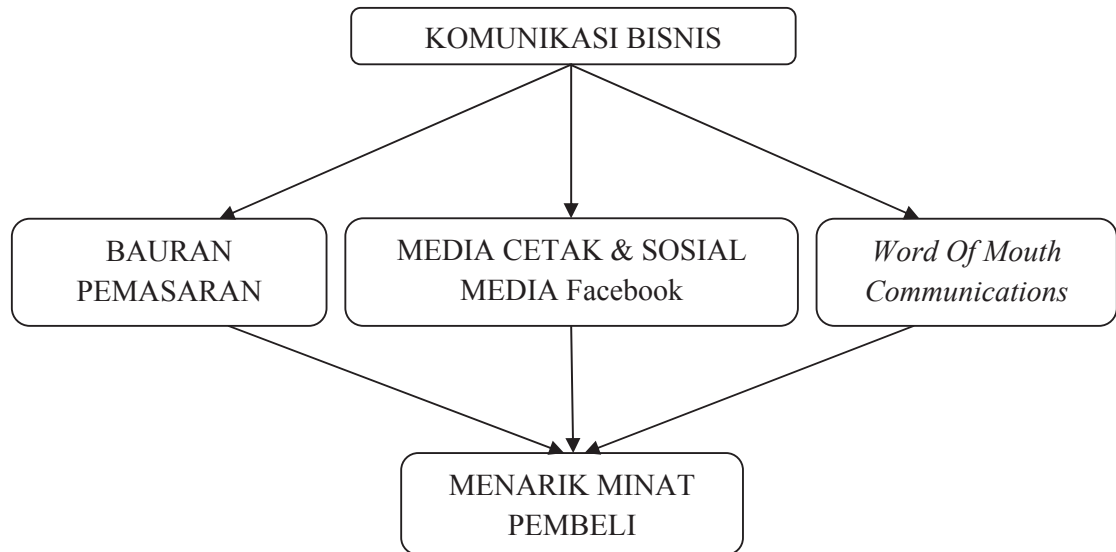 KOMUNIKASI BISNIS
BAURAN
PEMASARAN
MEDIA CETAK & SOSIAL
MEDIA Facebook
Word Of Mouth
Communications
MENARIK MINAT
PEMBELI